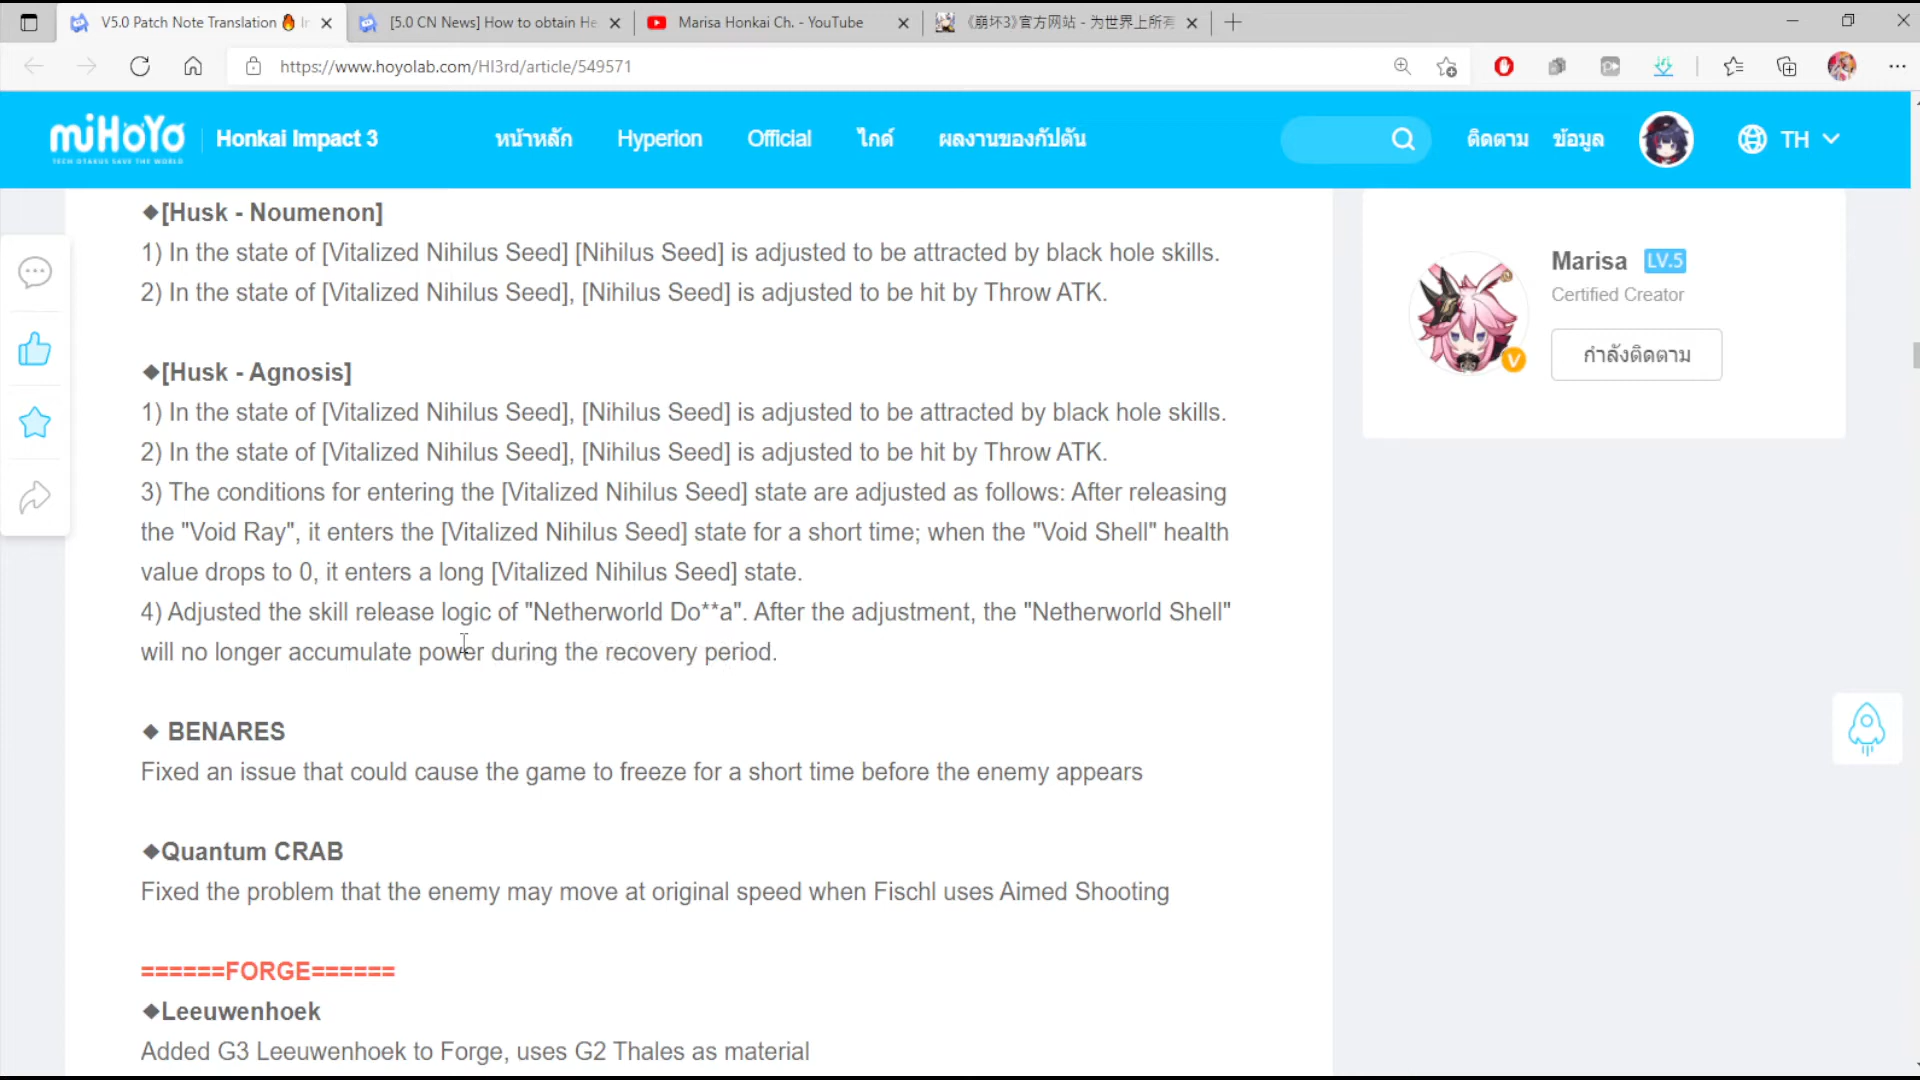 V5.0 Patch Note Translation 🔥 Ir
[5.0 CN News] How to obtain He
Marisa Honkai Ch. - YouTube
《崩坏3》官方网站 - 为世界上所有
https://www.hoyolab.com/HI3rd/article/549571
miHoYo
TECH OTAKUS SAVE THE WORLD
Honkai Impact 3
หน้าหลัก
Hyperion
Official
ไกด์
ผลงานของกัปตัน
ติดตาม
ข้อมูล
TH
◆[Husk - Noumenon]
1) In the state of [Vitalized Nihilus Seed] [Nihilus Seed] is adjusted to be attracted by black hole skills.
2) In the state of [Vitalized Nihilus Seed], [Nihilus Seed] is adjusted to be hit by Throw ATK.
◆[Husk - Agnosis]
1) In the state of [Vitalized Nihilus Seed], [Nihilus Seed] is adjusted to be attracted by black hole skills.
2) In the state of [Vitalized Nihilus Seed], [Nihilus Seed] is adjusted to be hit by Throw ATK.
3) The conditions for entering the [Vitalized Nihilus Seed] state are adjusted as follows: After releasing
the "Void Ray", it enters the [Vitalized Nihilus Seed] state for a short time; when the "Void Shell" health
value drops to 0, it enters a long [Vitalized Nihilus Seed] state.
4) Adjusted the skill release logic of "Netherworld Do**a". After the adjustment, the "Netherworld Shell"
will no longer accumulate power during the recovery period.
◆ BENARES
Fixed an issue that could cause the game to freeze for a short time before the enemy appears
◆Quantum CRAB
Fixed the problem that the enemy may move at original speed when Fischl uses Aimed Shooting
======FORGE======
◆Leeuwenhoek
Added G3 Leeuwenhoek to Forge, uses G2 Thales as material
Marisa LV.5
Certified Creator
V
กำลังติดตาม